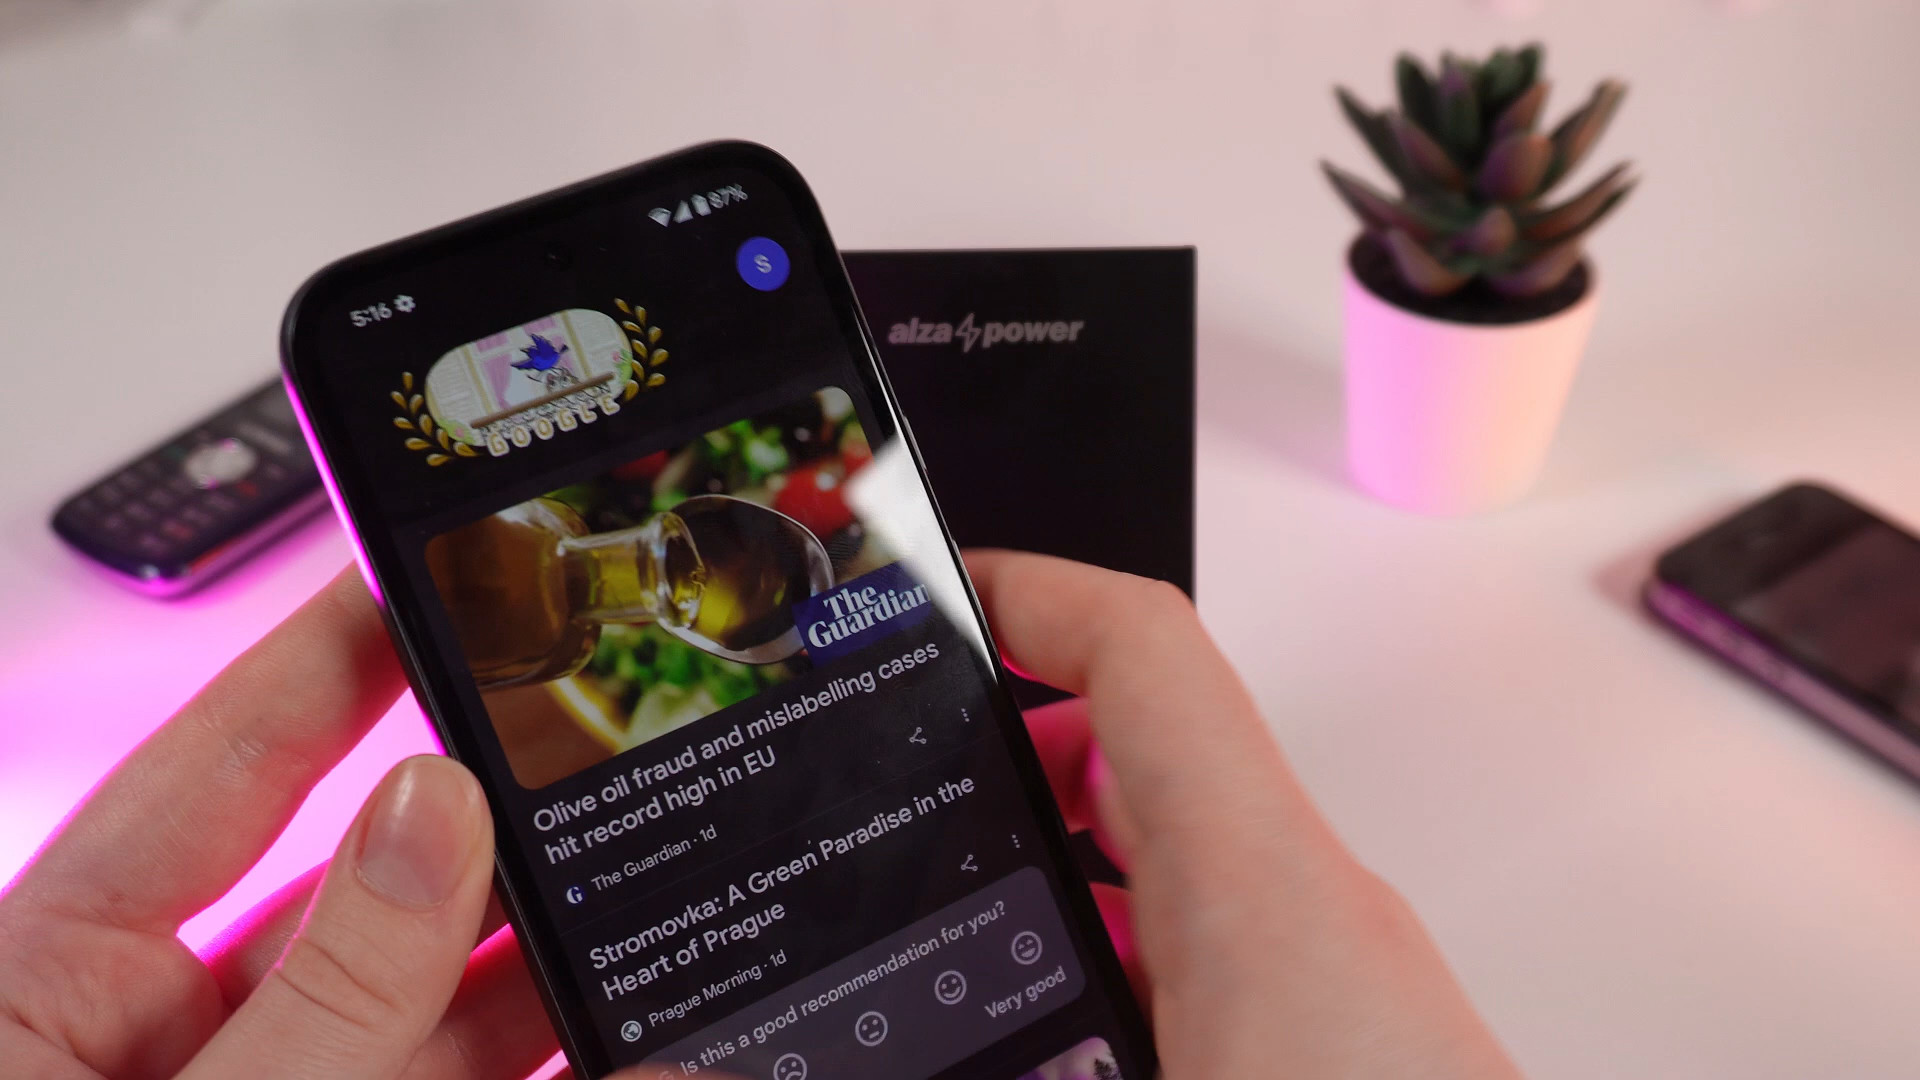 5:16
87%
S
GOOGLE
alza power
The
Guardian
Olive oil fraud and mislabelling cases
hit record high in EU
G The Guardian · 1d
Stromovka: A Green Paradise in the
Heart of Prague
Prague Morning · 1d
G Is this a good recommendation for you?
Very good